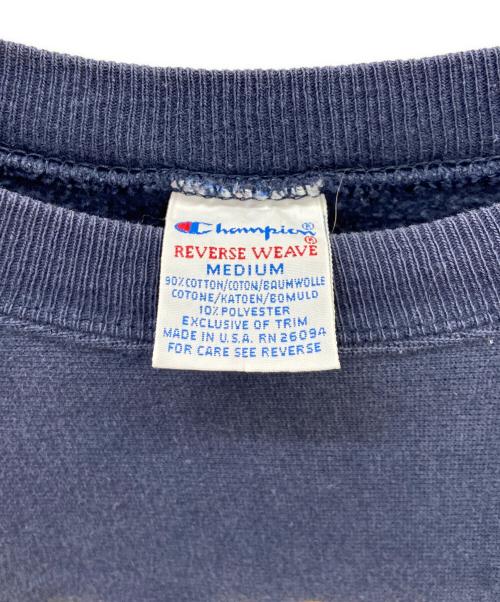 Champion®
REVERSE WEAVE®
MEDIUM
90% COTTON/COTON/BAUMWOLLE
COTONE/KATOEN/BOMULD
10% POLYESTER
EXCLUSIVE OF TRIM
MADE IN U.S.A. RN 26094
FOR CARE SEE REVERSE